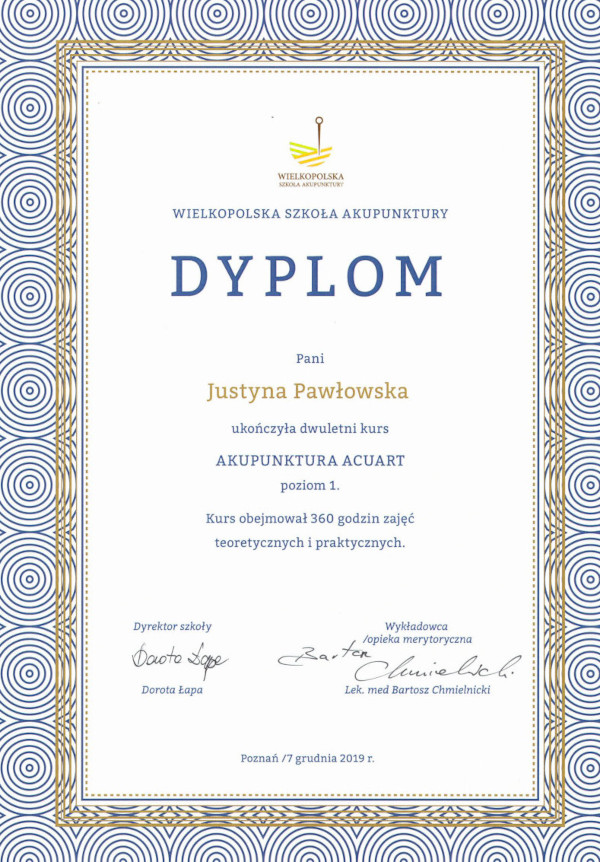 WIELKOPOLSKA
SZKOŁA AKUPUNKTURY
WIELKOPOLSKA SZKOŁA AKUPUNKTURY
DYPLOM
Pani
Justyna Pawłowska
ukończyła dwuletni kurs
AKUPUNKTURA ACUART
poziom 1.
Kurs obejmował 360 godzin zajęć
teoretycznych i praktycznych.
Dyrektor szkoły
Dorota Łapa
Dorota Łapa
Wykładowca
/opieka merytoryczna
Bartosz Chmielnicki
Lek. med Bartosz Chmielnicki
Poznań /7 grudnia 2019 r.